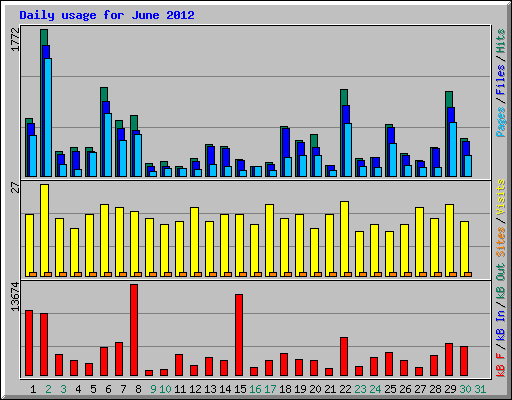 Daily usage for June 2012
1772
27
13674
Pages / Files / Hits
Sites / Visits
kB F / kB In / kB Out
1 2 3 4 5 6 7 8 9 10 11 12 13 14 15 16 17 18 19 20 21 22 23 24 25 26 27 28 29 30 31